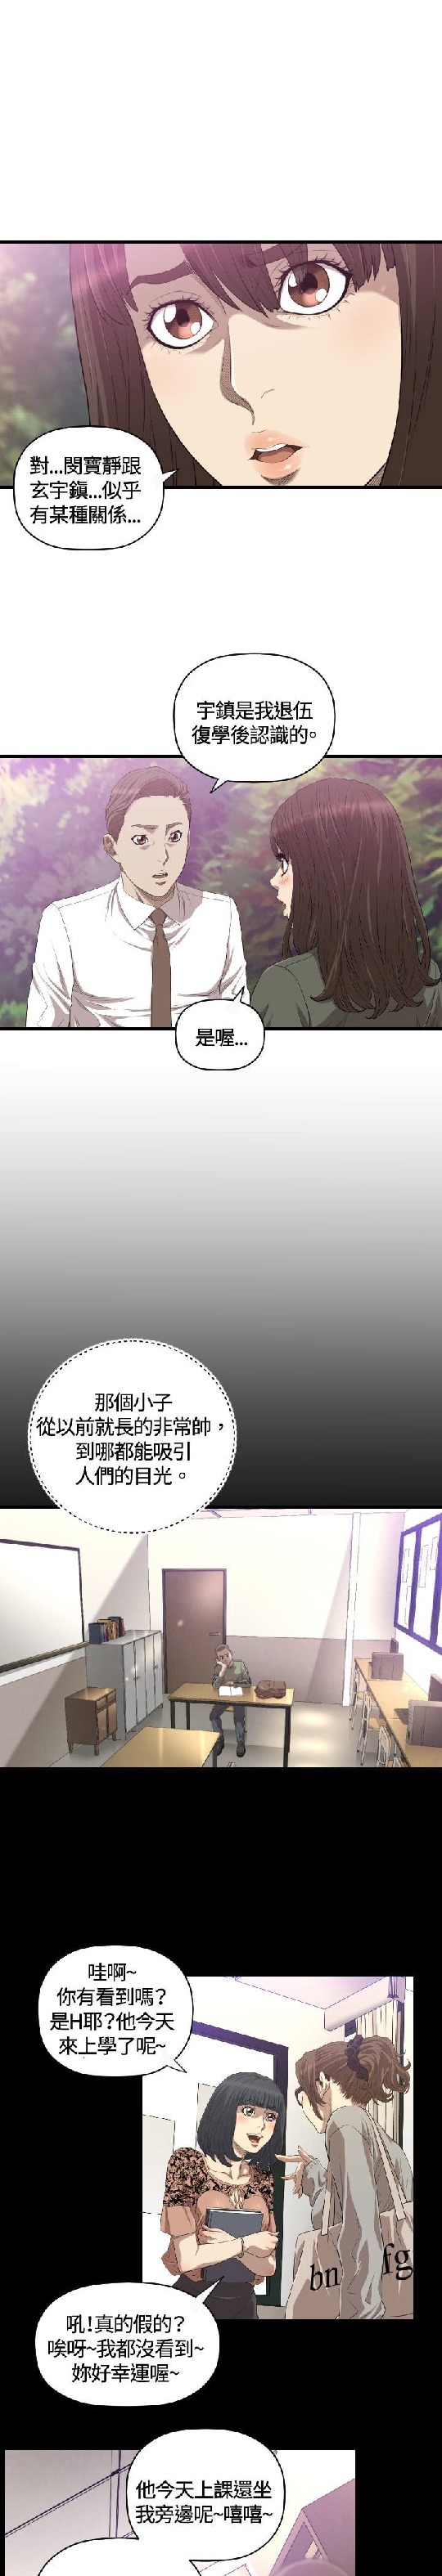 對...閔寶靜跟
玄宇鎮...似乎
有某種關係...
宇鎮是我退伍
復學後認識的。
是喔...
那個小子
從以前就長的非常帥，
到哪都能吸引
人們的目光。
哇啊~
你有看到嗎?
是H耶?他今天
來上學了呢~
bn
fg
吼!真的假的?
唉呀~我都沒看到~
妳好幸運喔~
他今天上課還坐
我旁邊呢~嘻嘻~